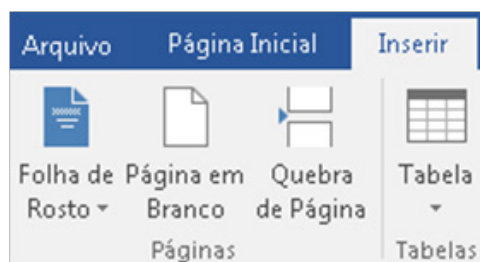 Arquivo Página Inicial Inserir
Folha de Página em Quebra Tabela
Rosto Branco de Página
Páginas Tabelas